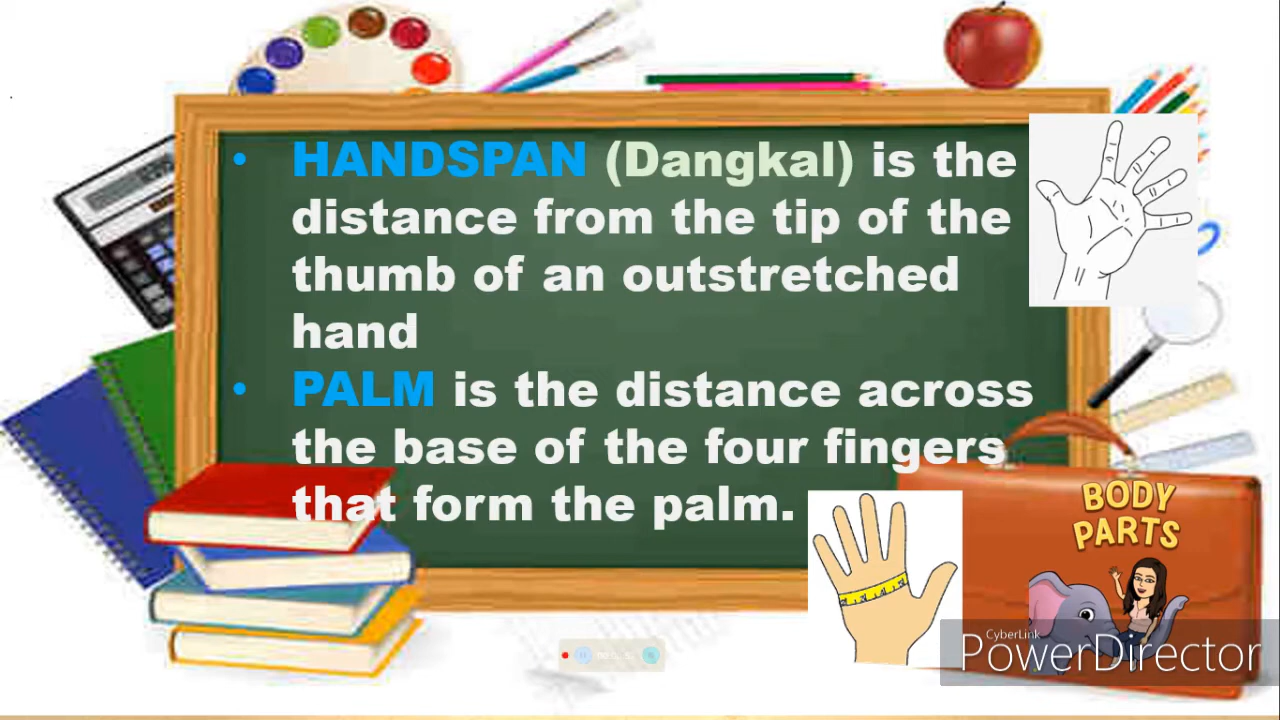 • HANDSPAN (Dangkal) is the
distance from the tip of the
thumb of an outstretched
hand
• PALM is the distance across
the base of the four fingers
that form the palm.
BODY
PARTS
CyberLink
PowerDirector